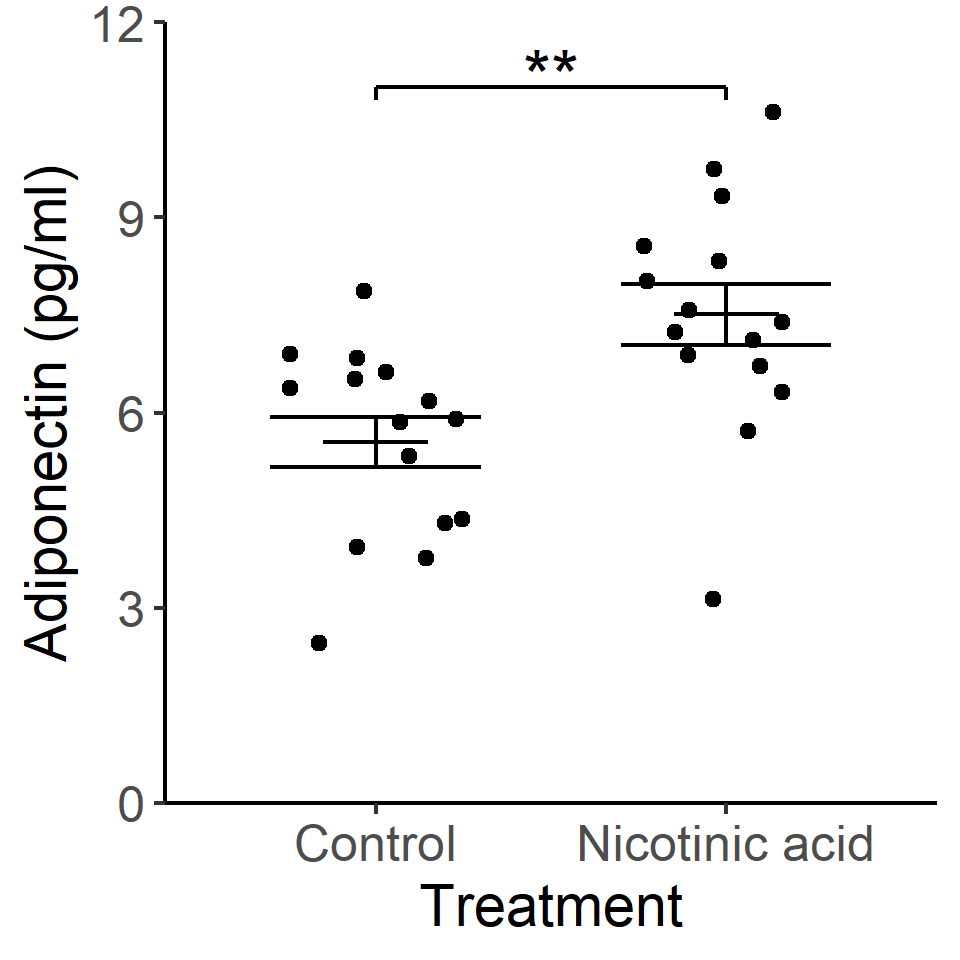 12
**
9
6
3
0
Adiponectin (pg/ml)
Control
Nicotinic acid
Treatment